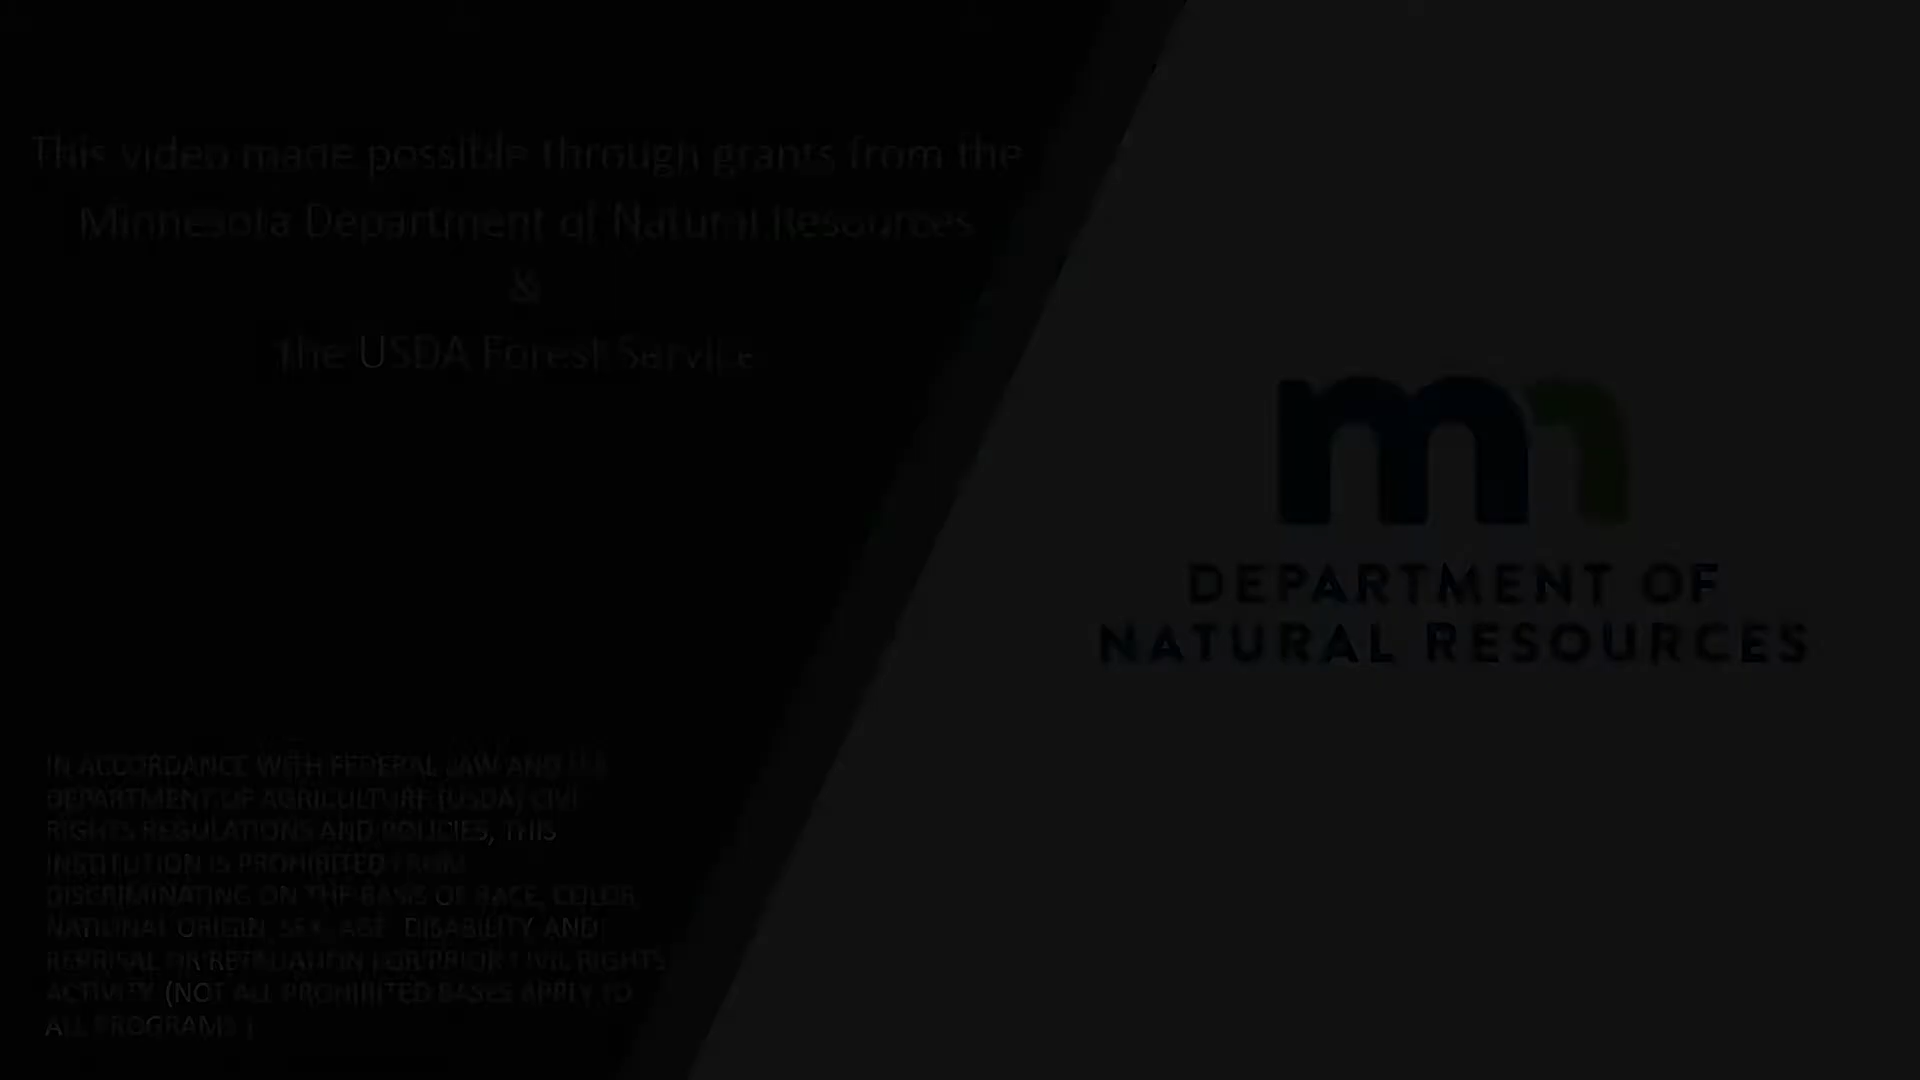 This video made possible through grants from the
Minnesota Department of Natural Resources
&
the USDA Forest Service
mn
DEPARTMENT OF
NATURAL RESOURCES
IN ACCORDANCE WITH FEDERAL LAW AND
DEPARTMENT OF AGRICULTURE (USDA) CIVIL
RIGHTS REGULATIONS AND POLICIES, THIS
INSTITUTION IS PROHIBITED FROM
DISCRIMINATING ON THE BASIS OF RACE, COLOR,
NATIONAL ORIGIN, SEX, AGE, DISABILITY, AND
REPRISAL OR RETALIATION FOR PRIOR CIVIL RIGHTS
ACTIVITY. (NOT ALL PROHIBITED BASES APPLY TO
ALL PROGRAMS.)